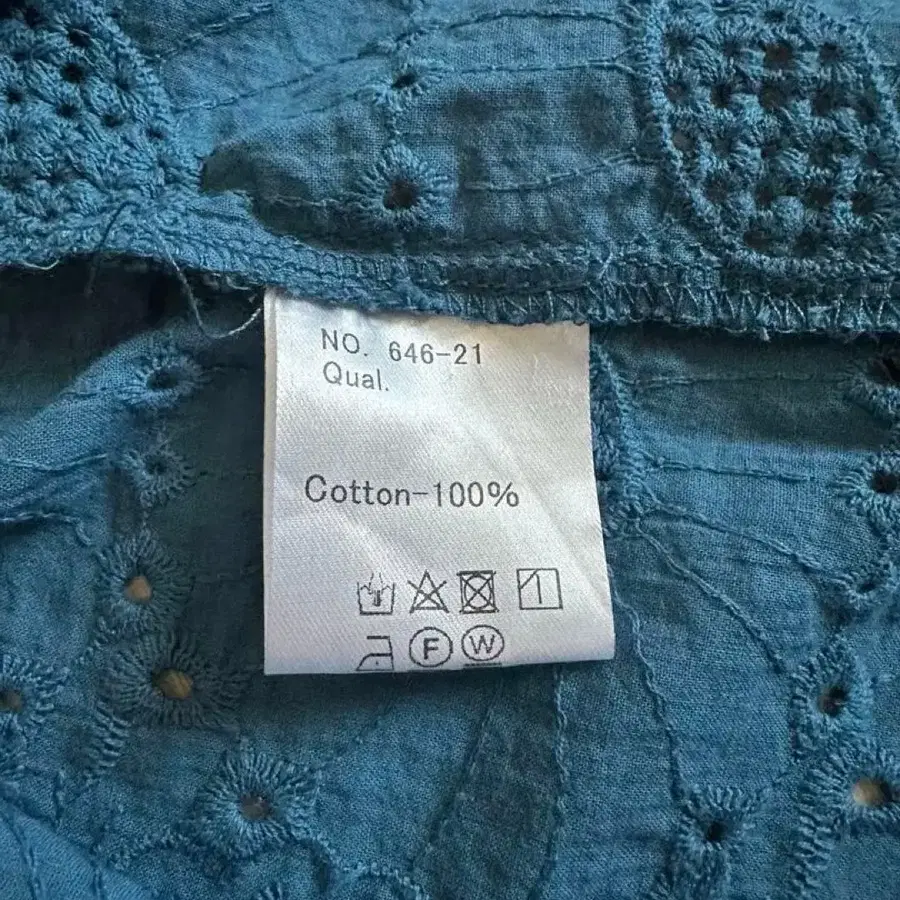 NO. 646-21
Qual.
Cotton-100%
F W